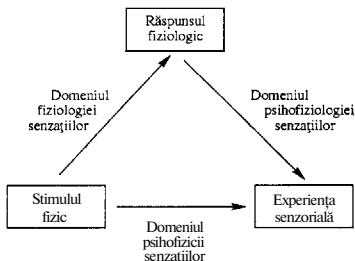 Răspunsul
fiziologic
Domeniul
fiziologiei
senzaţiilor
Domeniul
psihofiziologiei
senzaţiilor
Stimulul
fizic
Experienţa
senzorială
Domeniul
psihofizicii
senzaţiilor